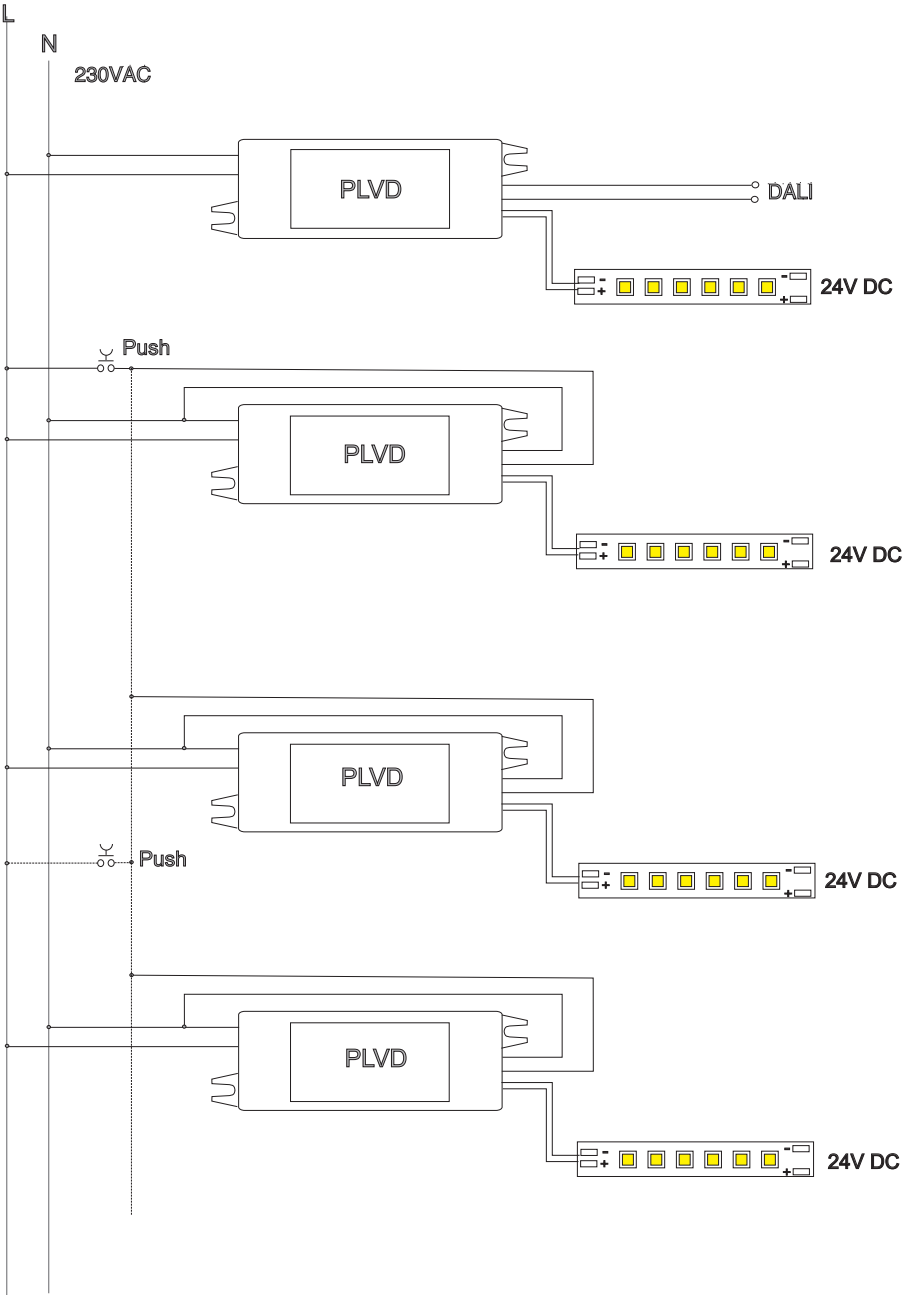 L
N
230VAC
PLVD
DALI
- -
+ +
24V DC
Push
PLVD
- -
+ +
24V DC
PLVD
Push
- -
+ +
24V DC
PLVD
- -
+ +
24V DC